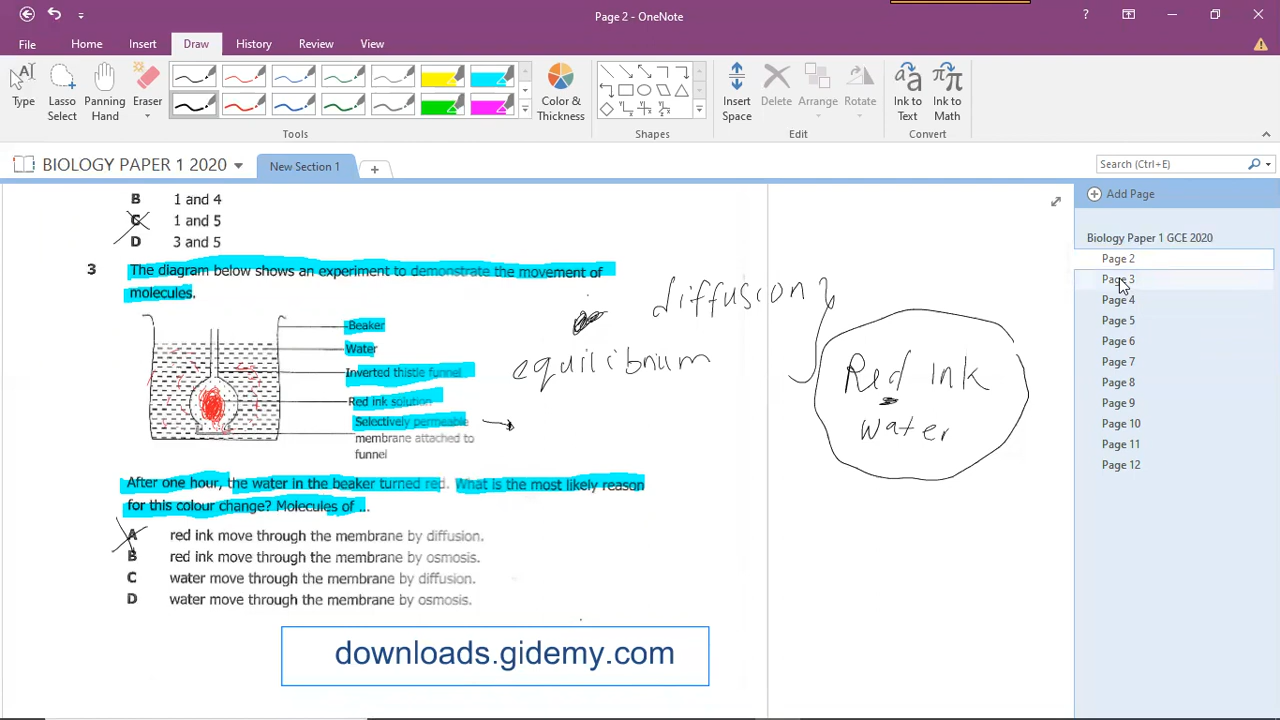 Page 2 - OneNote
?
File
Home
Insert
Draw
History
Review
View
Type
Lasso
Select
Panning
Hand
Eraser
Color &
Thickness
Insert
Space
Delete
Arrange
Rotate
Ink to
Text
Ink to
Math
Tools
Shapes
Edit
Convert
BIOLOGY PAPER 1 2020
New Section 1
Search (Ctrl+E)
Add Page
Biology Paper 1 GCE 2020
Page 2
Page 3
Page 4
Page 5
Page 6
Page 7
Page 8
Page 9
Page 10
Page 11
Page 12
B 1 and 4
C 1 and 5
D 3 and 5
3 The diagram below shows an experiment to demonstrate the movement of
molecules.
Beaker
Water
Inverted thistle funnel
Red ink solution
Selectively permeable
membrane attached to
funnel
diffusion
equilibrium
Red ink
water
After one hour, the water in the beaker turned red. What is the most likely reason
for this colour change? Molecules of ...
A red ink move through the membrane by diffusion.
B red ink move through the membrane by osmosis.
C water move through the membrane by diffusion.
D water move through the membrane by osmosis.
downloads.gidemy.com